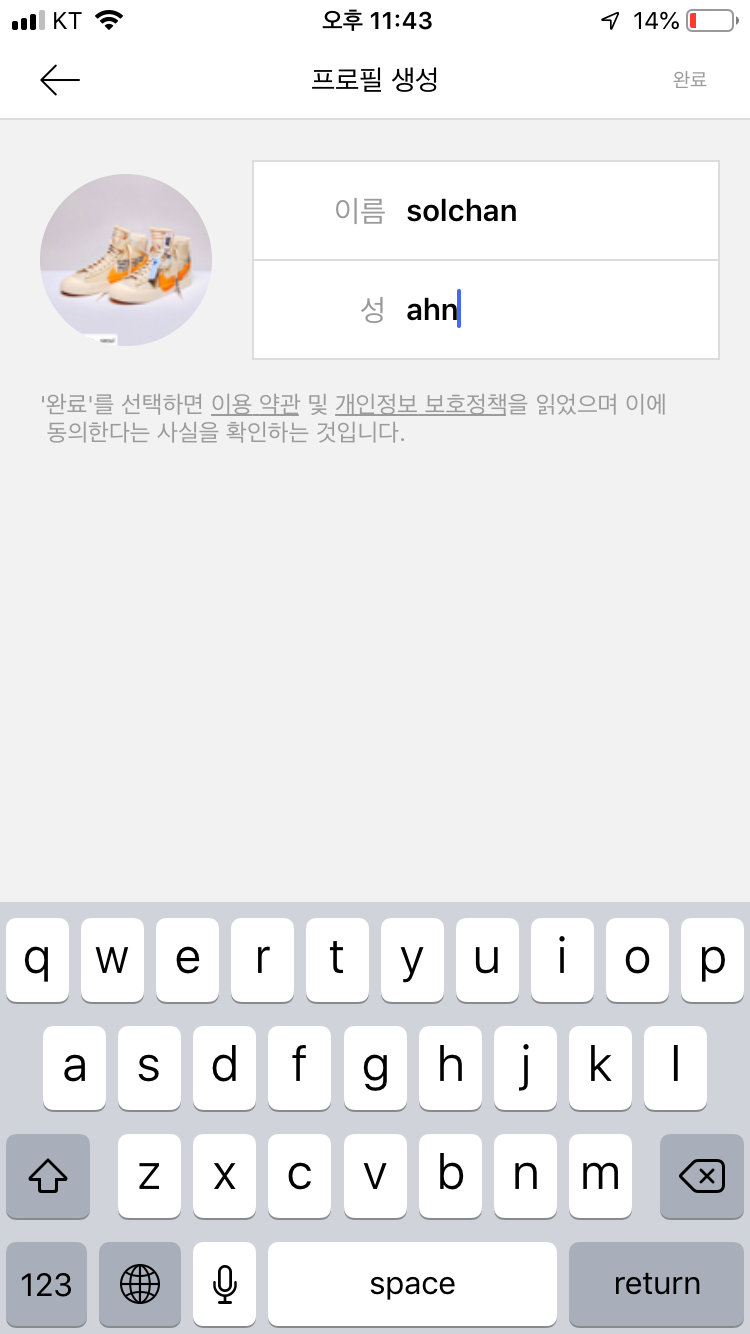 KT 오후 11:43 14%
프로필 생성 완료
이름 solchan
성 ahn
'완료'를 선택하면 이용 약관 및 개인정보 보호정책을 읽었으며 이에
동의한다는 사실을 확인하는 것입니다.
q w e r t y u i o p
a s d f g h j k l
z x c v b n m
123 space return